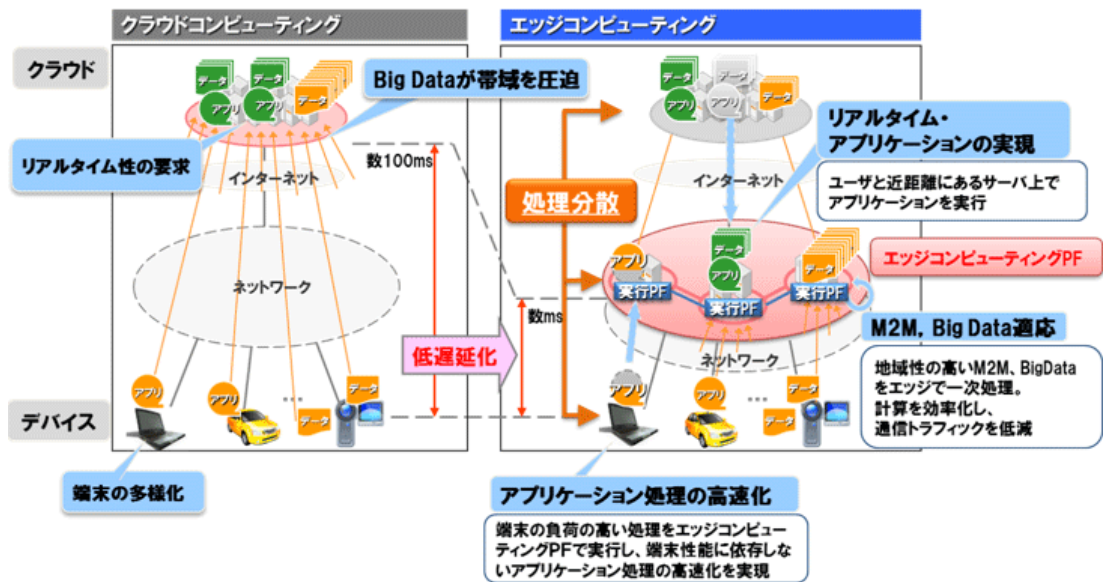 クラウドコンピューティング
エッジコンピューティング
クラウド
データ
データ
データ
アプリ
アプリ
Big Dataが帯域を圧迫
リアルタイム性の要求
数100ms
インターネット
ネットワーク
低遅延化
アプリ
アプリ
…
データ
データ
デバイス
端末の多様化
データ
アプリ
アプリ
データ
リアルタイム・
アプリケーションの実現
ユーザと近距離にあるサーバ上で
アプリケーションを実行
インターネット
処理分散
エッジコンピューティングPF
アプリ
データ
アプリ
データ
実行PF
実行PF
実行PF
数ms
M2M, Big Data適応
地域性の高いM2M、BigData
をエッジで一次処理。
計算を効率化し、
通信トラフィックを低減
ネットワーク
アプリ
アプリ
…
データ
データ
アプリケーション処理の高速化
端末の負荷の高い処理をエッジコンピュー
ティングPFで実行し、端末性能に依存しな
いアプリケーション処理の高速化を実現